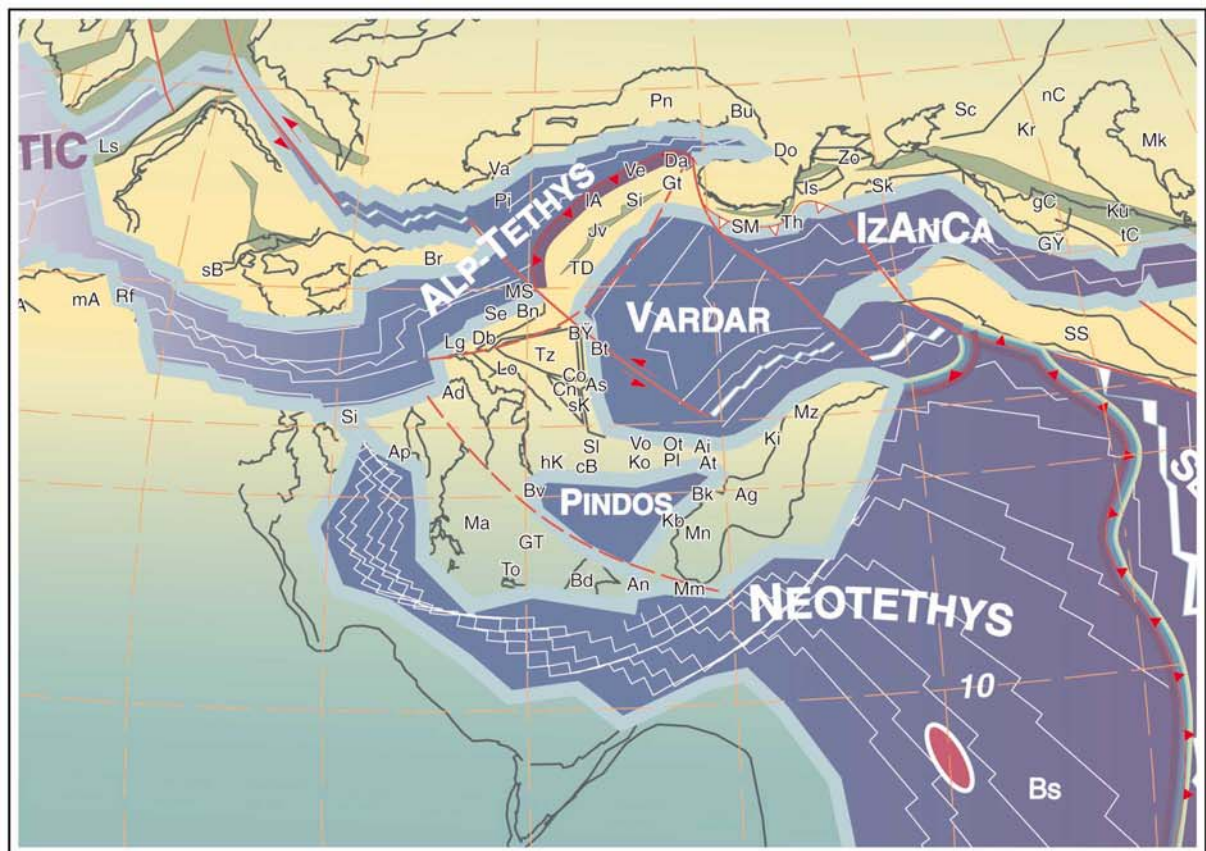 Pn
Bu
Sc
nC
Kr
Mk
TIC
Ls
Va
Pi
Ve
Da
Do
Zo
IA
Si
Gt
Is
Sk
Jv
SM
Th
gC
Kü
IZANCA
GŸ
tC
sB
Br
ALP-TETHYS
TD
mA
Rf
MS
Se
Bn
VARDAR
SS
Lg
Db
Tz
BŸ
Bt
Lo
Co
Cn
As
sK
Ad
Si
Mz
Ap
Sl
Vo
Ot
Ai
Ki
hK
cB
Ko
Pl
At
Bv
PINDOS
Bk
Ag
Ma
Kb
Mn
GT
To
Bd
An
Mm
NEOTETHYS
10
Bs